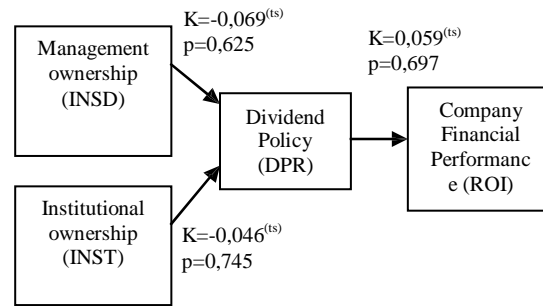 K=-0,069(ts)
p=0,625
Management
ownership
(INSD)
K=0,059(ts)
p=0,697
Dividend
Policy
(DPR)
Company
Financial
Performanc
e (ROI)
Institutional
ownership
(INST)
K=-0,046(ts)
p=0,745